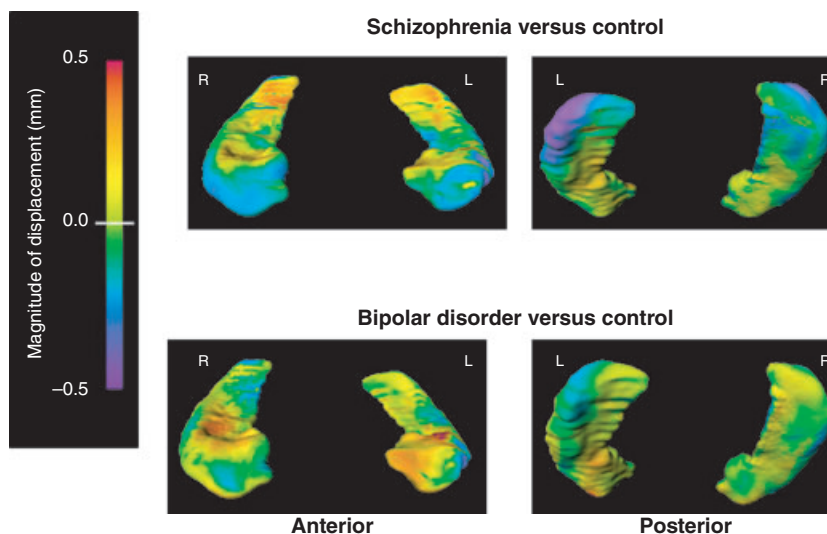 Schizophrenia versus control
0.5
R
L
L
R
Magnitude of displacement (mm)
0.0
Bipolar disorder versus control
–0.5
R
L
L
R
Anterior
Posterior